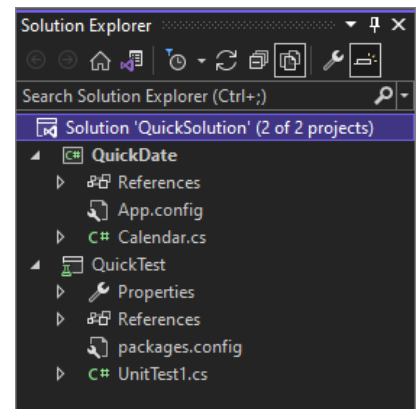 Solution Explorer
Search Solution Explorer (Ctrl+;)
Solution 'QuickSolution' (2 of 2 projects)
C# QuickDate
References
App.config
C# Calendar.cs
QuickTest
Properties
References
packages.config
C# UnitTest1.cs